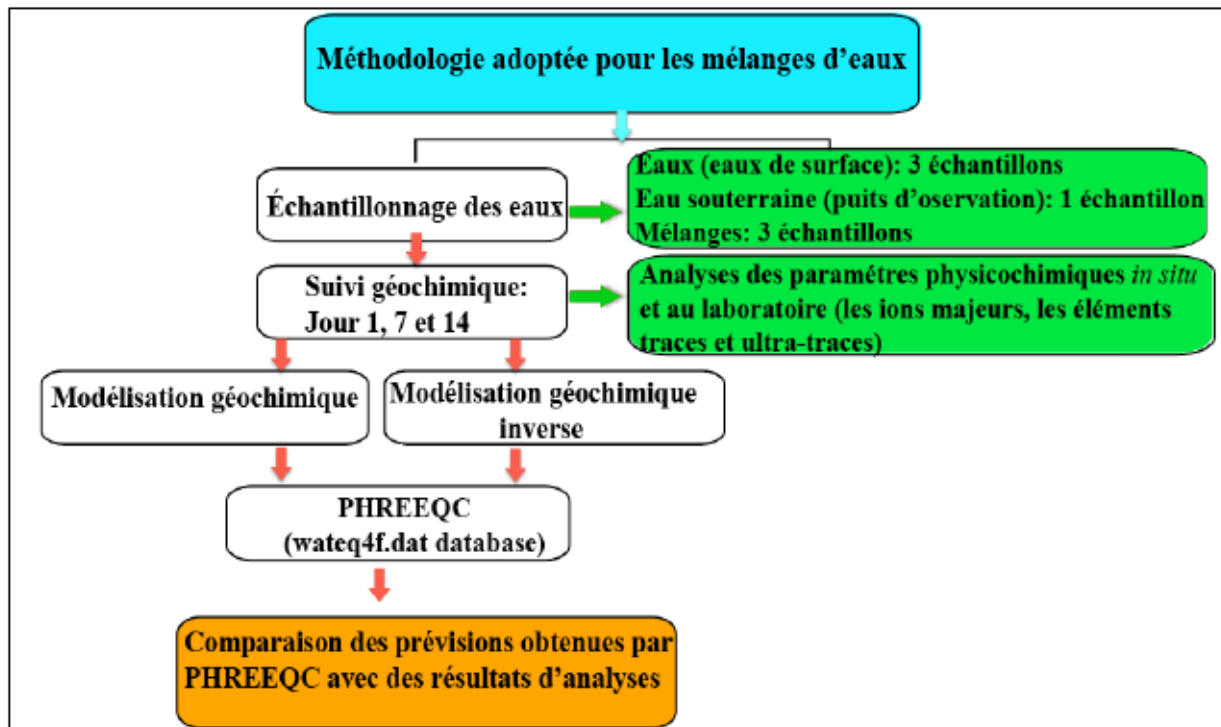 Méthodologie adoptée pour les mélanges d'eaux
Échantillonnage des eaux
Eaux (eaux de surface): 3 échantillons
Eau souterraine (puits d'oservation): 1 échantillon
Mélanges: 3 échantillons
Suivi géochimique:
Jour 1, 7 et 14
Analyses des paramétres physicochimiques in situ
et au laboratoire (les ions majeurs, les éléments
traces et ultra-traces)
Modélisation géochimique
Modélisation géochimique
inverse
PHREEQC
(wateq4f.dat database)
Comparaison des prévisions obtenues par
PHREEQC avec des résultats d'analyses